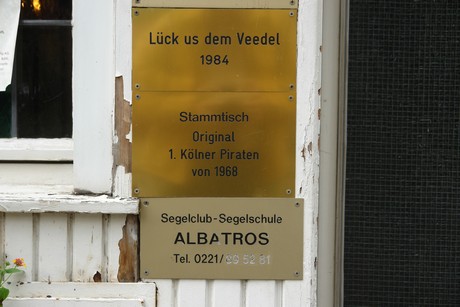 Lück us dem Veedel
1984
Stammtisch
Original
1. Kölner Piraten
von 1968
Segelclub-Segelschule
ALBATROS
Tel. 0221/